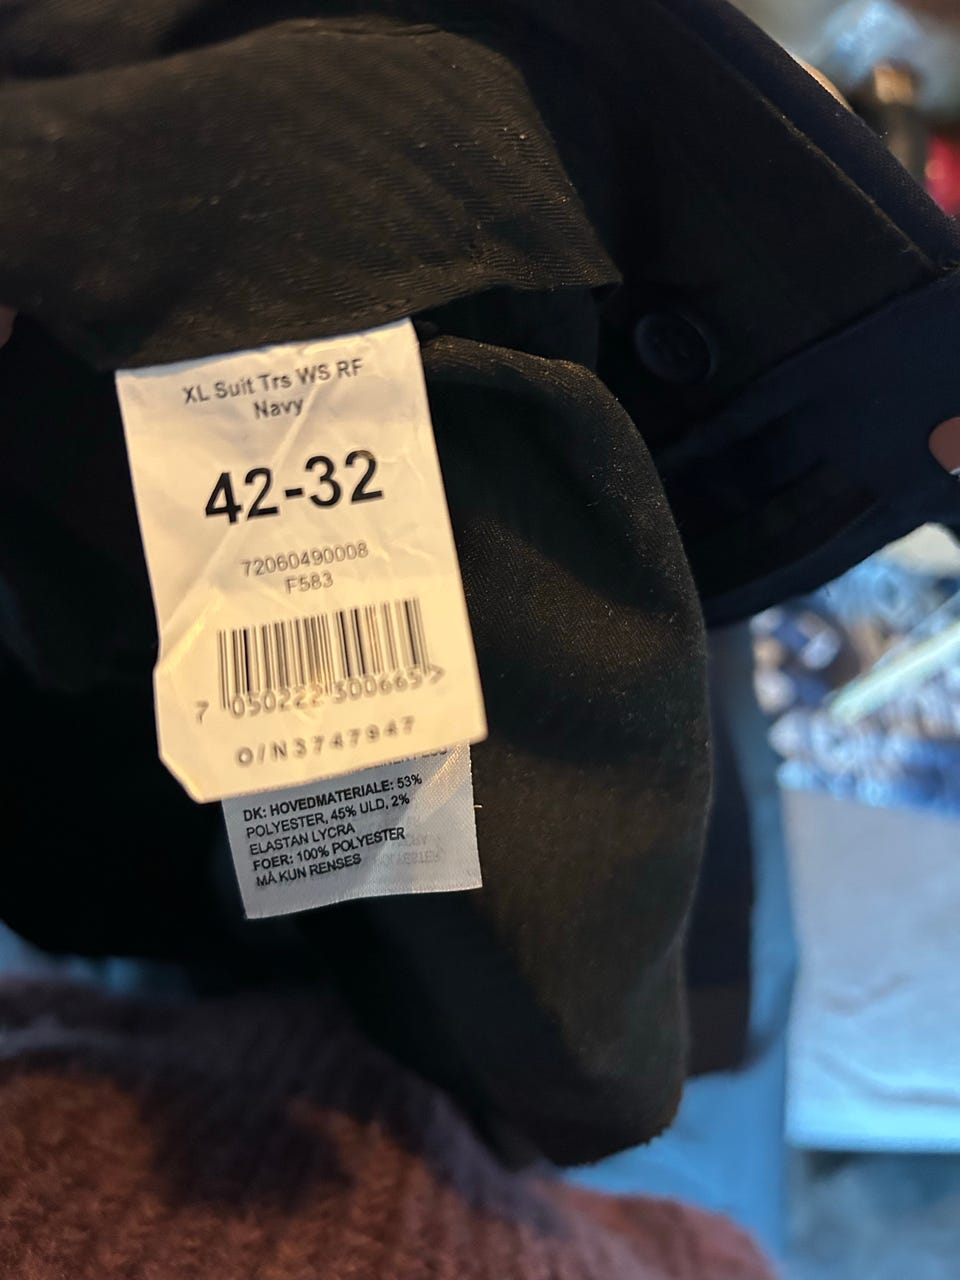 XL Suit Trs WS RF
Navy
42-32
72060490008
F583
7 050222 300665 >
O/N3747947
DK: HOVEDMATERIALE: 53%
POLYESTER, 45% ULD, 2%
ELASTAN LYCRA
FOER: 100% POLYESTER
MÅ KUN RENSES